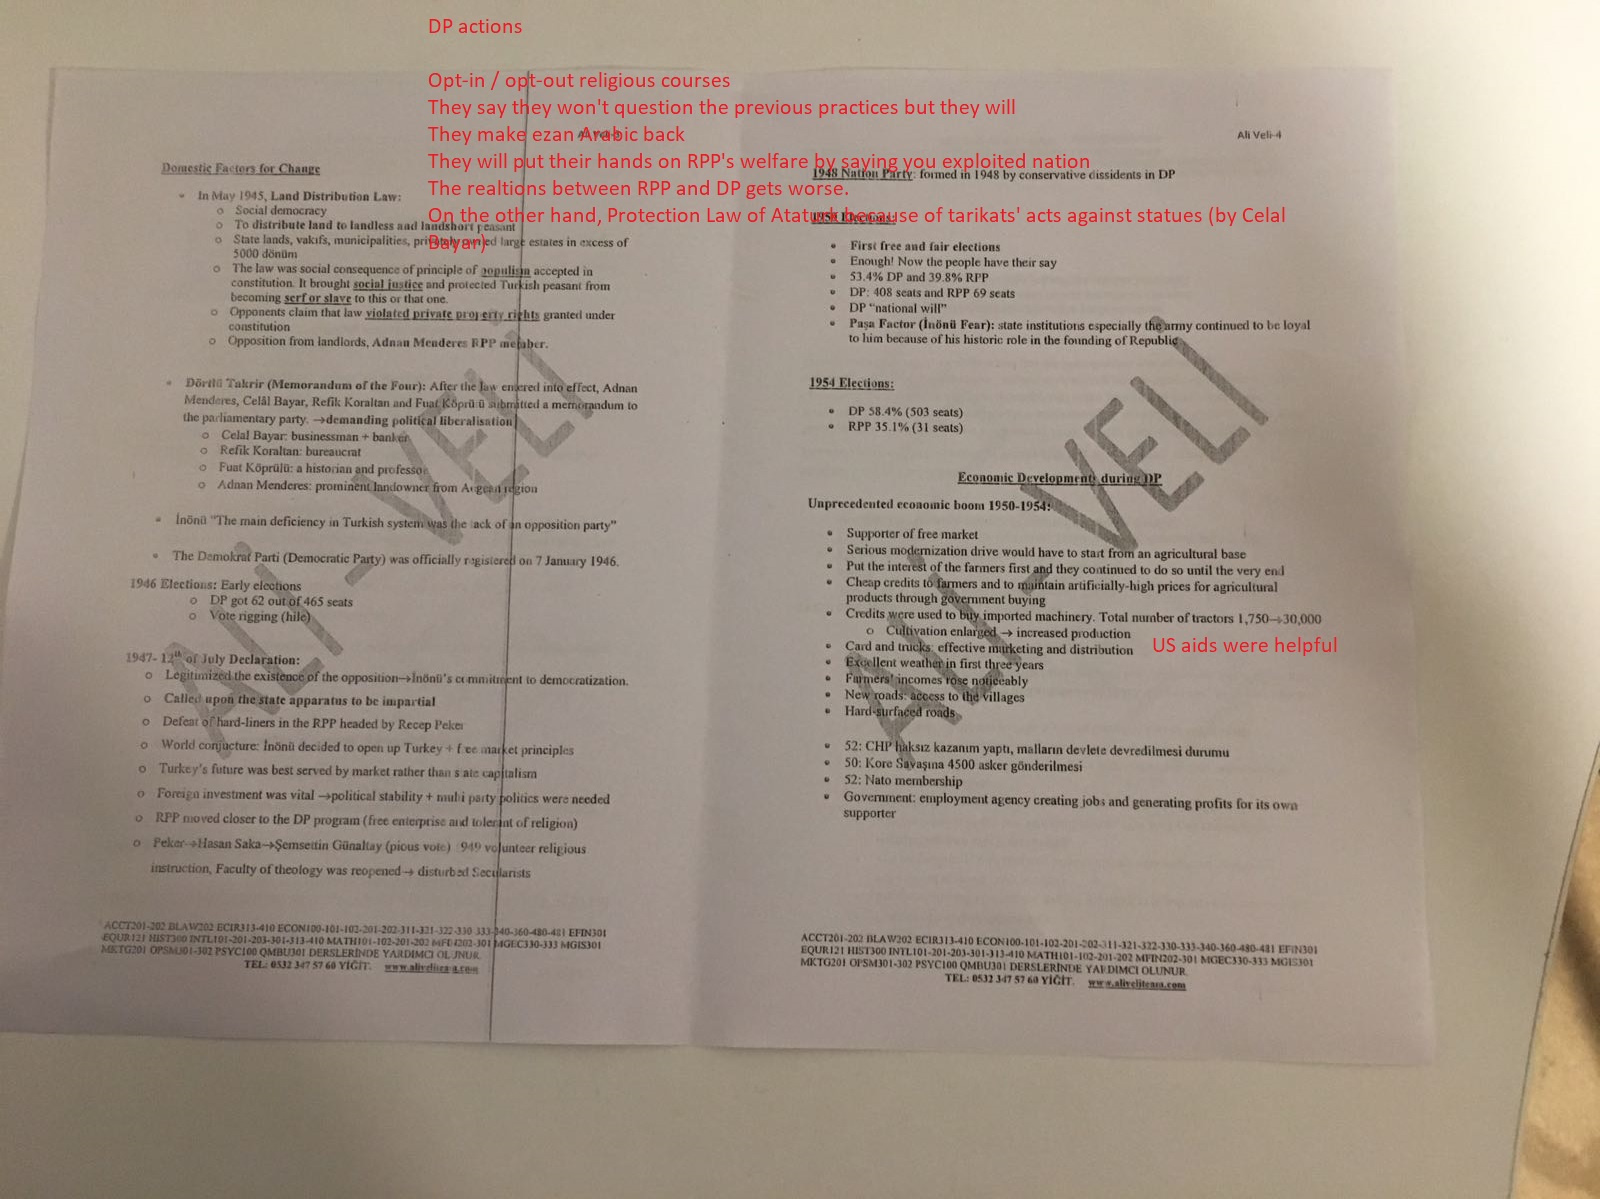 DP actions
Opt-in / opt-out religious courses
They say they won't question the previous practices but they will
They make ezan Arabic back
They will put their hands on RPP's welfare by saying you exploited nation
The realtions between RPP and DP gets worse.
On the other hand, Protection Law of Ataturk because of tarikats' acts against statues (by Celal
Bayar)
Domestic Factors for Change
In May 1945, Land Distribution Law:
Social democracy
To distribute land to landless and landshort peasant
State lands, vakıfs, municipalities, privately owned large estates in excess of
5000 dönüm
The law was social consequence of principle of populism accepted in
constitution. It brought social justice and protected Turkish peasant from
becoming serf or slave to this or that one.
Opponents claim that law violated private property rights granted under
constitution
Opposition from landlords, Adnan Menderes RPP member.
Dörtlü Takrir (Memorandum of the Four): After the law entered into effect, Adnan
Menderes, Celâl Bayar, Refik Koraltan and Fuat Köprülü submitted a memorandum to
the parliamentary party. →demanding political liberalisation
Celal Bayar: businessman + banker
Refik Koraltan: bureaucrat
Fuat Köprülü: a historian and professor
Adnan Menderes: prominent landowner from Aegean region
İnönü "The main deficiency in Turkish system was the lack of an opposition party"
The Demokrat Parti (Democratic Party) was officially registered on 7 January 1946.
1946 Elections: Early elections
DP got 62 out of 465 seats
Vote rigging (hile)
1947- 12th of July Declaration:
Legitimized the existence of the opposition→İnönü's commitment to democratization.
Called upon the state apparatus to be impartial
Defeat of hard-liners in the RPP headed by Recep Peker
World conjucture: İnönü decided to open up Turkey + free market principles
Turkey's future was best served by market rather than state capitalism
Foreign investment was vital →political stability + multi party politics were needed
RPP moved closer to the DP program (free enterprise and tolerant of religion)
Peker→Hasan Saka→Şemsettin Günaltay (pious vote) 1949 volunteer religious
instruction, Faculty of theology was reopened→ disturbed Secularists
ACCT201-202 BLAW202 ECIR313-410 ECON100-101-102-201-202-311-321-322-330 333-340-360-480-481 EFIN301
EQUR121 HIST300 INTL101-201-203-301-313-410 MATH101-102-201-202 MFIN202-301 MGEC330-333 MGIS301
MKTG201 OPSM301-302 PSYC100 QMBU301 DERSLERİNDE YARDIMCI OLUNUR.
TEL: 0532 347 57 60 YİĞİT. www.aliveliteam.com
Ali Veli-4
1948 Nation Party: formed in 1948 by conservative dissidents in DP
1950 Elections:
First free and fair elections
Enough! Now the people have their say
53.4% DP and 39.8% RPP
DP: 408 seats and RPP 69 seats
DP "national will"
Paşa Factor (İnönü Fear): state institutions especially the army continued to be loyal
to him because of his historic role in the founding of Republic
1954 Elections:
DP 58.4% (503 seats)
RPP 35.1% (31 seats)
Economic Developments during DP
Unprecedented economic boom 1950-1954:
Supporter of free market
Serious modernization drive would have to start from an agricultural base
Put the interest of the farmers first and they continued to do so until the very end
Cheap credits to farmers and to maintain artificially-high prices for agricultural
products through government buying
Credits were used to buy imported machinery. Total number of tractors 1,750→30,000
Cultivation enlarged → increased production
Card and trucks: effective marketing and distribution
US aids were helpful
Excellent weather in first three years
Farmers' incomes rose noticeably
New roads: access to the villages
Hard-surfaced roads
52: CHP haksız kazanım yaptı, malların devlete devredilmesi durumu
50: Kore Savaşına 4500 asker gönderilmesi
52: Nato membership
Government: employment agency creating jobs and generating profits for its own
supporter
ACCT201-202 BLAW202 ECIR313-410 ECON100-101-102-201-202-311-321-322-330-333-340-360-480-481 EFIN301
EQUR121 HIST300 INTL101-201-203-301-313-410 MATH101-102-201-202 MFIN202-301 MGEC330-333 MGIS301
MKTG201 OPSM301-302 PSYC100 QMBU301 DERSLERİNDE YARDIMCI OLUNUR.
TEL: 0532 347 57 60 YİĞİT. www.aliveliteam.com
ALİ-VELİ
ALİ-VELİ